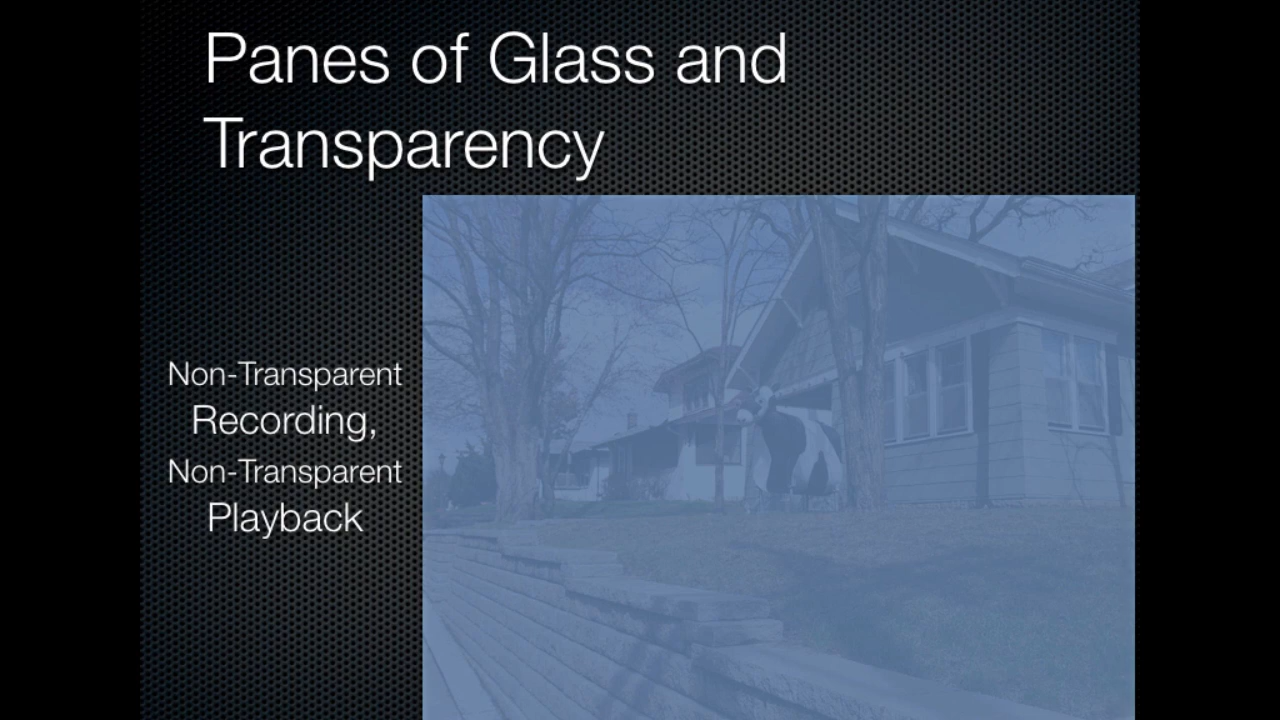 Panes of Glass and
Transparency
Non-Transparent
Recording,
Non-Transparent
Playback